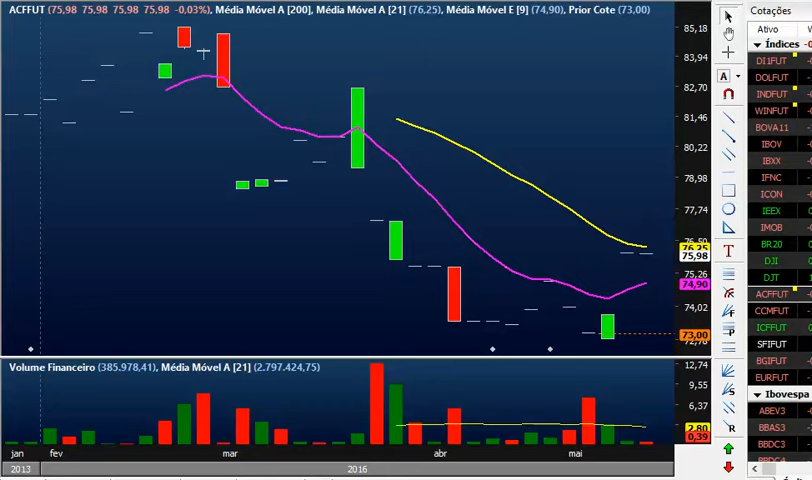 ACFFUT (75,98 75,98 75,98 75,98 -0,03%), Média Móvel A [200], Média Móvel A [21] (76,25), Média Móvel E [9] (74,90), Prior Cote (73,00)
85,18
83,94
82,70
81,46
80,22
78,98
77,74
76,50
76,25
75,98
75,26
74,90
74,02
73,00
72,78
Volume Financeiro (385.978,41), Média Móvel A [21] (2.797.424,75)
12,74
9,55
6,37
2,80
0,39
jan fev mar abr mai
2013 2016
A
T
F
P
S
R
Cotações
Ativo
Índices
DI1FUT
DOLFUT
INDFUT
WINFUT
BOVA11
IBOV
IBXX
IFNC
ICON
IEEX
IMOB
BR20
DJI
DJT
ACFFUT
CCMFUT
ICFFUT
SFIFUT
BGIFUT
EURFUT
Ibovespa
ABEV3
BBAS3
BBDC3
BBDC4